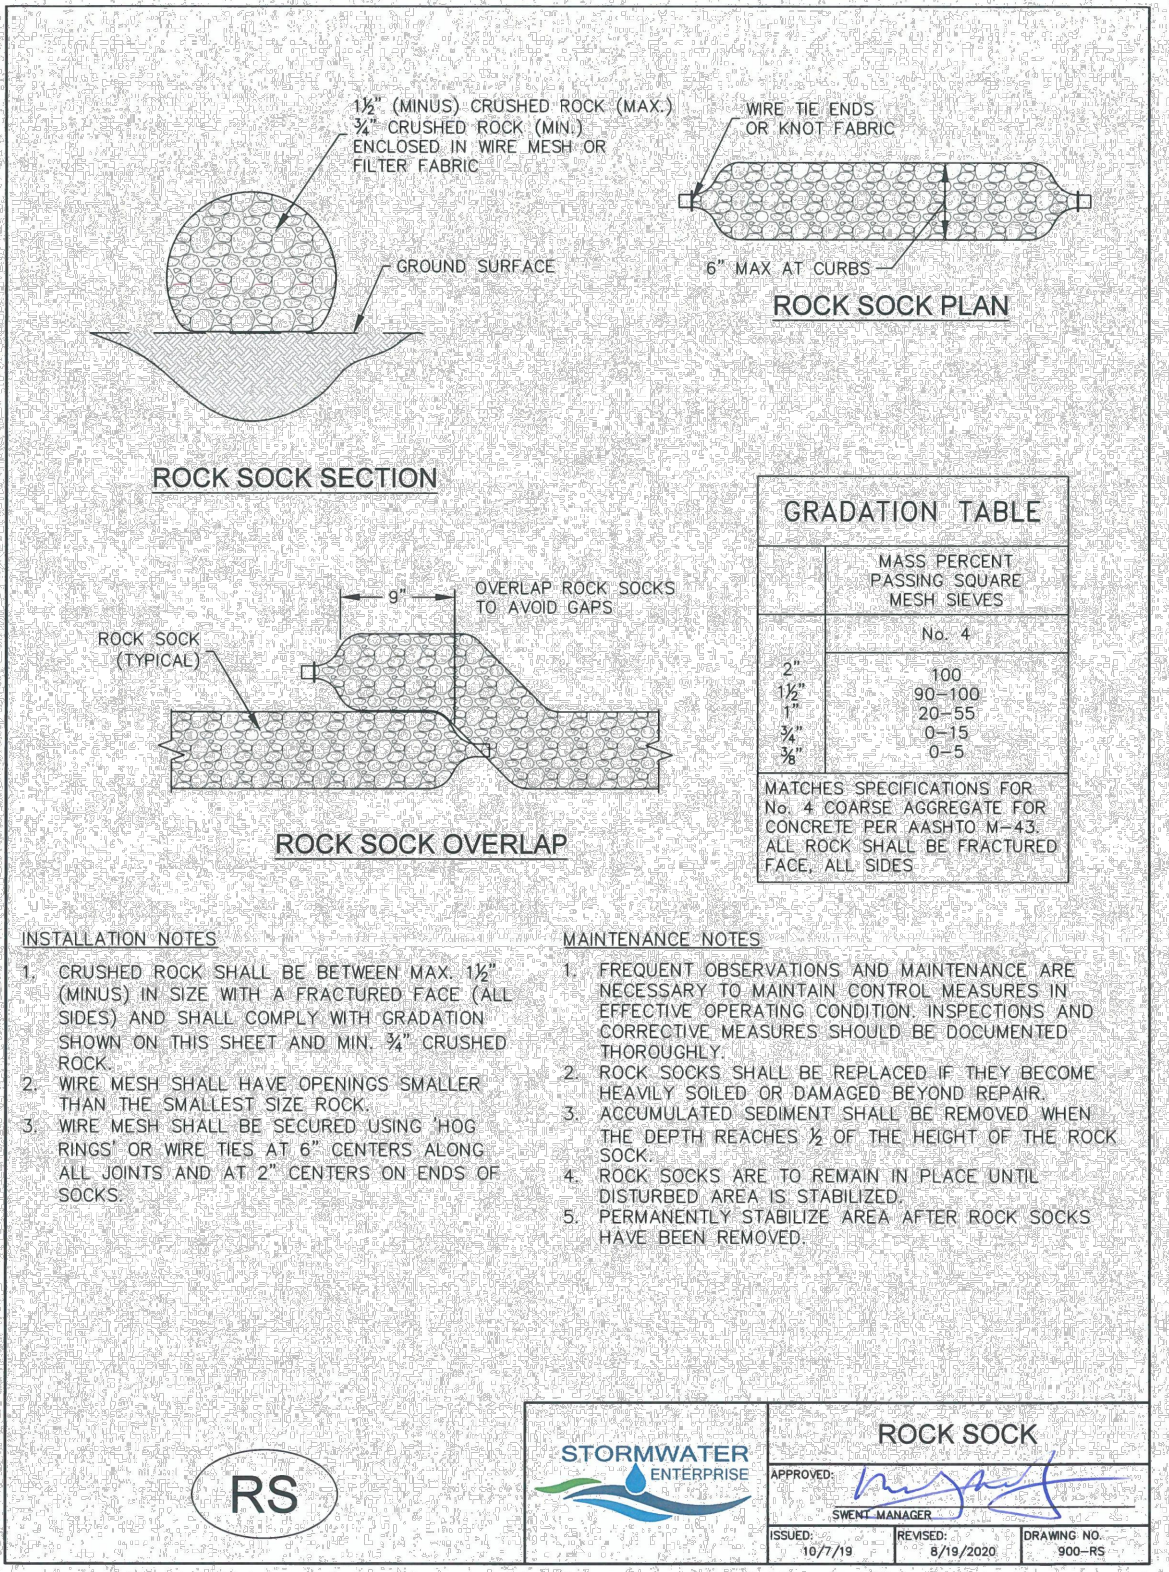 1½" (MINUS) CRUSHED ROCK (MAX.)
¾" CRUSHED ROCK (MIN.)
ENCLOSED IN WIRE MESH OR
FILTER FABRIC
GROUND SURFACE
ROCK SOCK SECTION
WIRE TIE ENDS
OR KNOT FABRIC
6" MAX AT CURBS
ROCK SOCK PLAN
9"
OVERLAP ROCK SOCKS
TO AVOID GAPS
ROCK SOCK
(TYPICAL)
ROCK SOCK OVERLAP
GRADATION TABLE
MASS PERCENT
PASSING SQUARE
MESH SIEVES
No. 4
2" 100
1½" 90-100
1" 20-55
¾" 0-15
⅜" 0-5
MATCHES SPECIFICATIONS FOR
No. 4 COARSE AGGREGATE FOR
CONCRETE PER AASHTO M-43.
ALL ROCK SHALL BE FRACTURED
FACE, ALL SIDES
INSTALLATION NOTES
1. CRUSHED ROCK SHALL BE BETWEEN MAX. 1½"
(MINUS) IN SIZE WITH A FRACTURED FACE (ALL
SIDES) AND SHALL COMPLY WITH GRADATION
SHOWN ON THIS SHEET AND MIN. ¾" CRUSHED
ROCK.
2. WIRE MESH SHALL HAVE OPENINGS SMALLER
THAN THE SMALLEST SIZE ROCK.
3. WIRE MESH SHALL BE SECURED USING 'HOG
RINGS' OR WIRE TIES AT 6" CENTERS ALONG
ALL JOINTS AND AT 2" CENTERS ON ENDS OF
SOCKS.
MAINTENANCE NOTES
1. FREQUENT OBSERVATIONS AND MAINTENANCE ARE
NECESSARY TO MAINTAIN CONTROL MEASURES IN
EFFECTIVE OPERATING CONDITION. INSPECTIONS AND
CORRECTIVE MEASURES SHOULD BE DOCUMENTED
THOROUGHLY.
2. ROCK SOCKS SHALL BE REPLACED IF THEY BECOME
HEAVILY SOILED OR DAMAGED BEYOND REPAIR.
3. ACCUMULATED SEDIMENT SHALL BE REMOVED WHEN
THE DEPTH REACHES ½ OF THE HEIGHT OF THE ROCK
SOCK.
4. ROCK SOCKS ARE TO REMAIN IN PLACE UNTIL
DISTURBED AREA IS STABILIZED.
5. PERMANENTLY STABILIZE AREA AFTER ROCK SOCKS
HAVE BEEN REMOVED.
RS
STORMWATER
ENTERPRISE
ROCK SOCK
APPROVED:
SWENT MANAGER
ISSUED:
10/7/19
REVISED:
8/19/2020
DRAWING NO.
900-RS